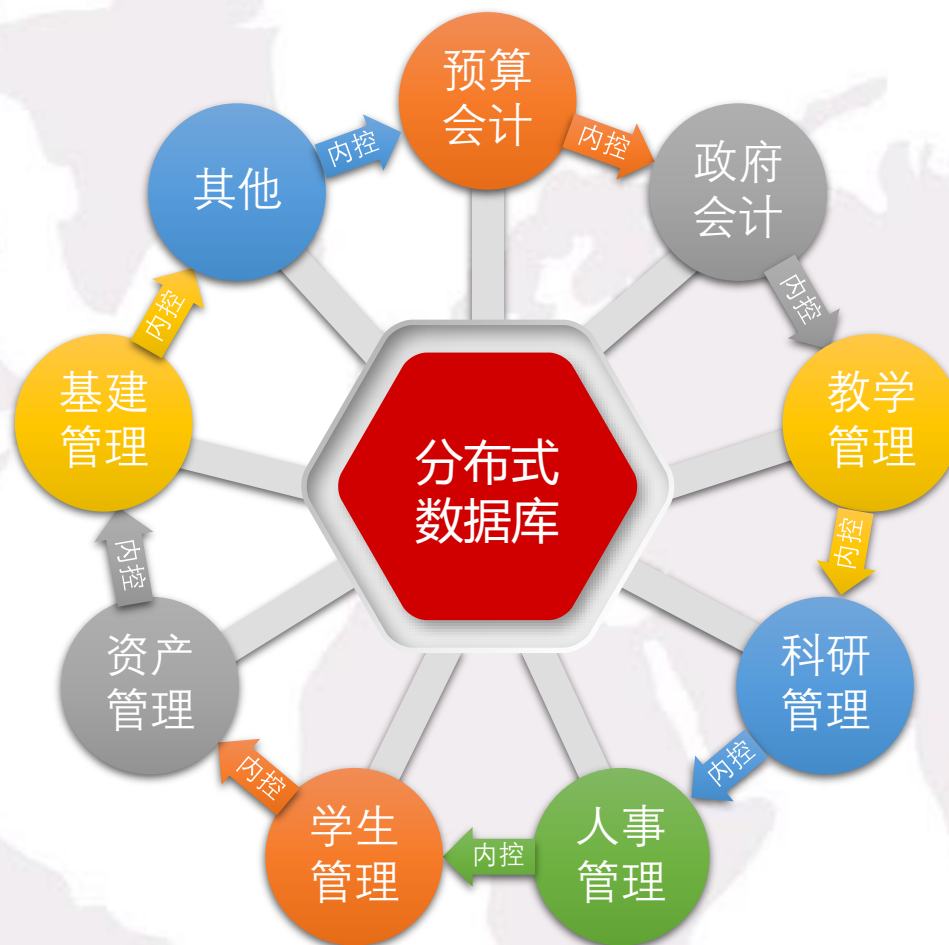 预算
会计
内控
政府
会计
内控
教学
管理
内控
科研
管理
内控
人事
管理
内控
学生
管理
内控
资产
管理
内控
基建
管理
内控
其他
内控
分布式
数据库